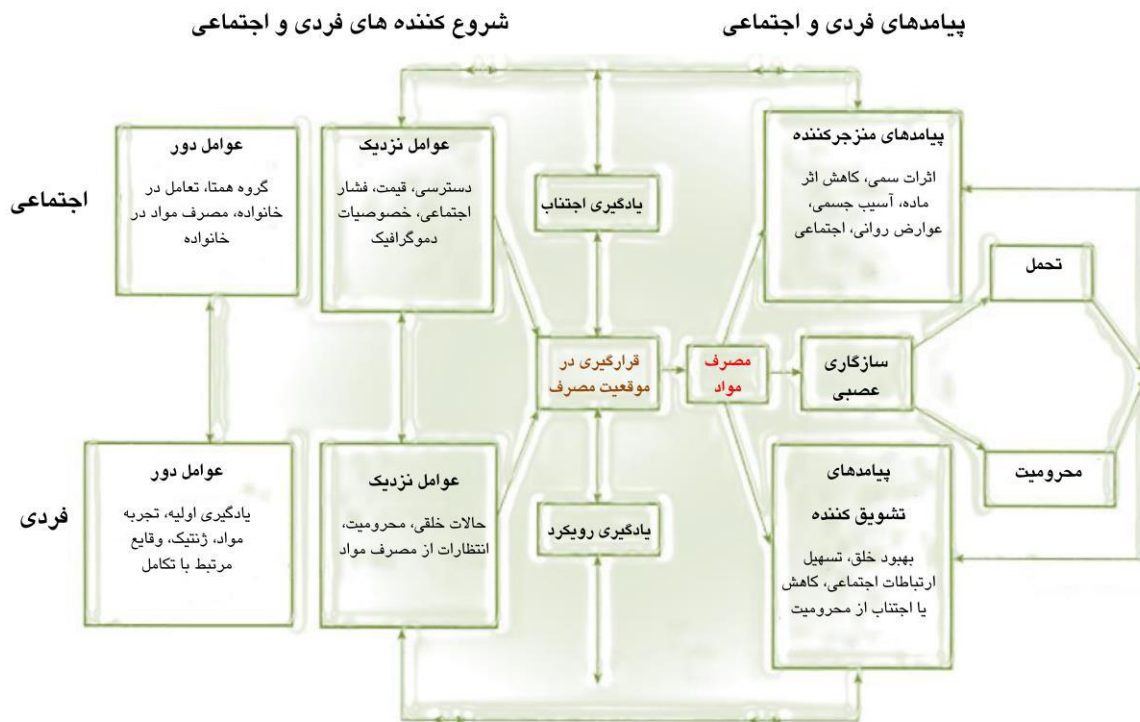 شروع کننده های فردی و اجتماعی
پیامدهای فردی و اجتماعی
اجتماعی
عوامل دور
گروه همتا، تعامل در
خانواده، مصرف مواد در
خانواده
عوامل نزدیک
دسترسی، قیمت، فشار
اجتماعی، خصوصیات
دموگرافیک
یادگیری اجتناب
پیامدهای منزجرکننده
اثرات سمی، کاهش اثر
ماده، آسیب جسمی،
عوارض روانی، اجتماعی
تحمل
قرارگیری در
موقعیت مصرف
مصرف
مواد
سازگاری
عصبی
فردی
عوامل دور
یادگیری اولیه، تجربه
مواد، ژنتیک، وقایع
مرتبط با تکامل
عوامل نزدیک
حالات خلقی، محرومیت،
انتظارات از مصرف مواد
یادگیری رویکرد
پیامدهای
تشویق کننده
بهبود خلق، تسهیل
ارتباطات اجتماعی، کاهش
یا اجتناب از محرومیت
محرومیت